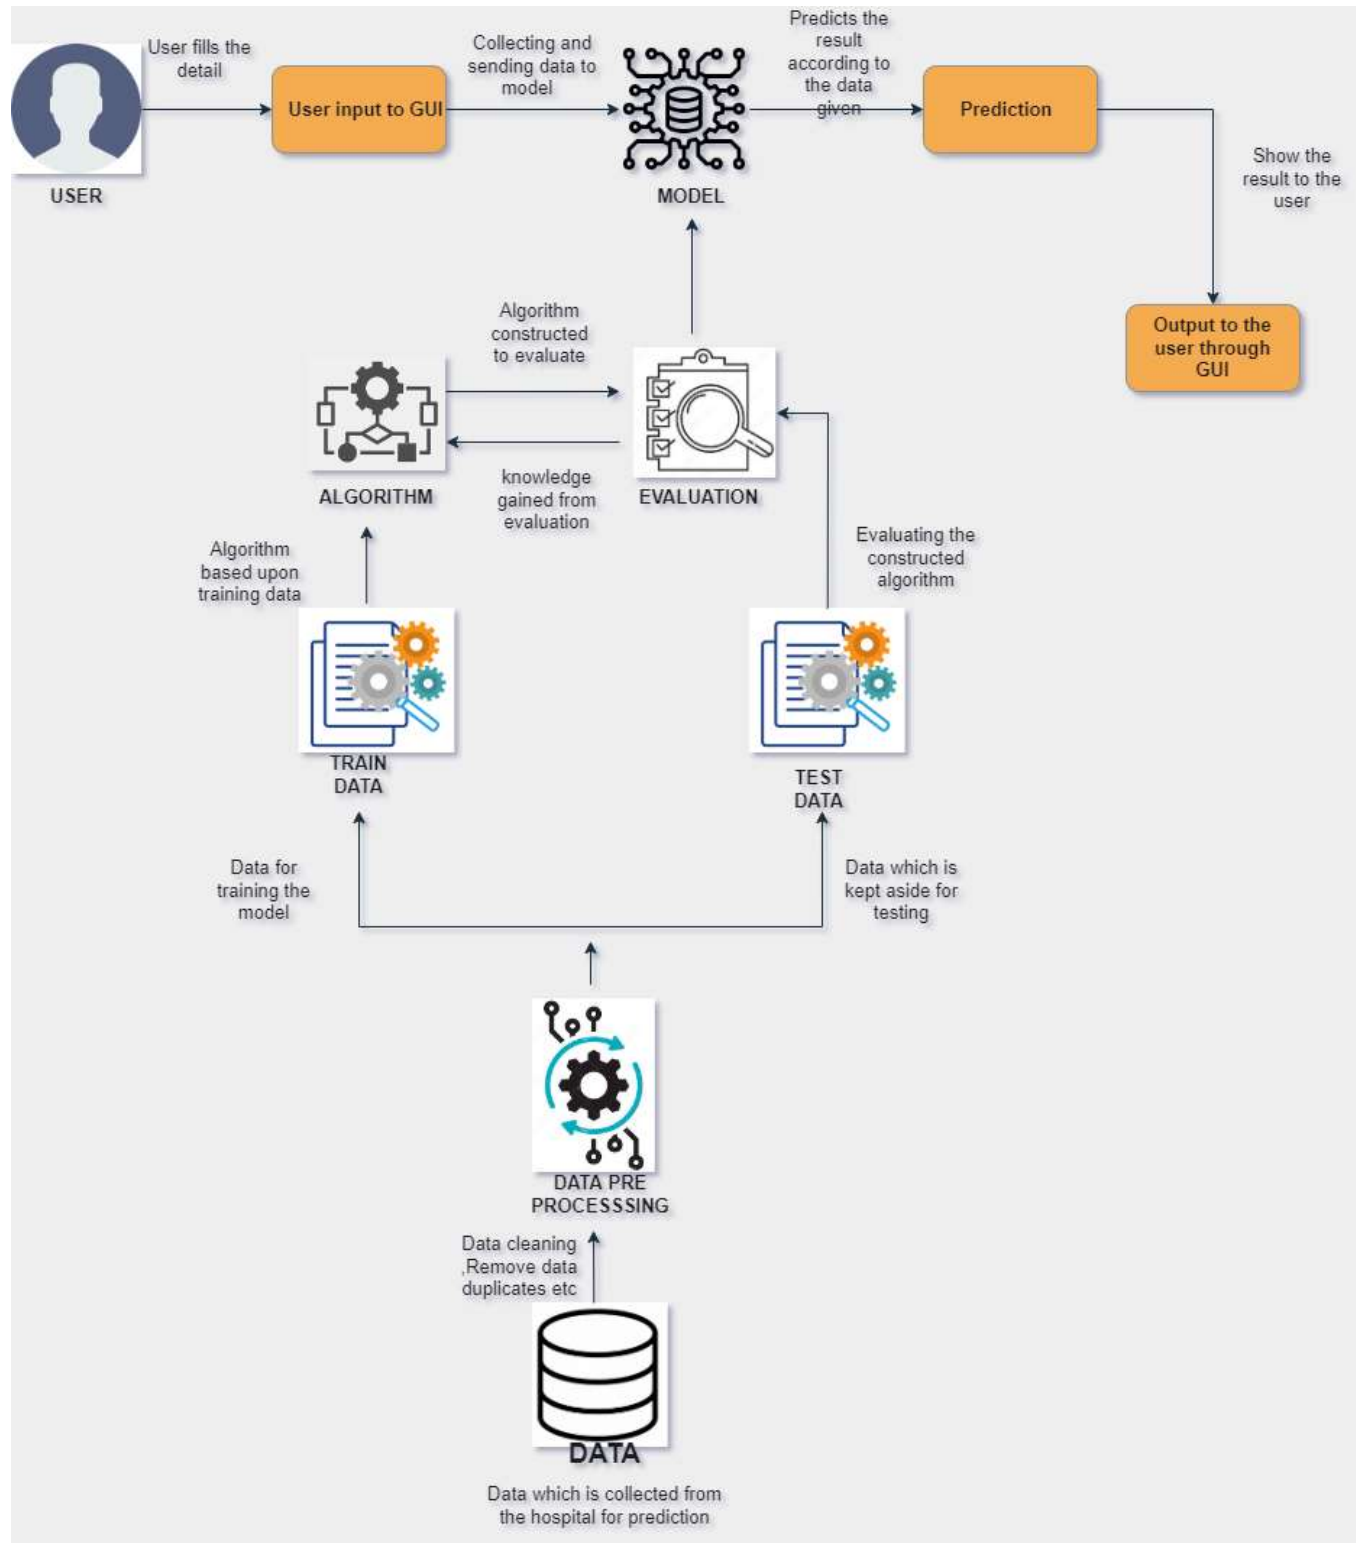 User fills the
detail
User input to GUI
USER
Collecting and
sending data to
model
MODEL
Predicts the
result
according to
the data
given
Prediction
Show the
result to the
user
Output to the
user through
GUI
Algorithm
constructed
to evaluate
ALGORITHM
knowledge
gained from
evaluation
EVALUATION
Algorithm
based upon
training data
Evaluating the
constructed
algorithm
TRAIN
DATA
TEST
DATA
Data for
training the
model
Data which is
kept aside for
testing
DATA PRE
PROCESSSING
Data cleaning
,Remove data
duplicates etc
DATA
Data which is collected from
the hospital for prediction